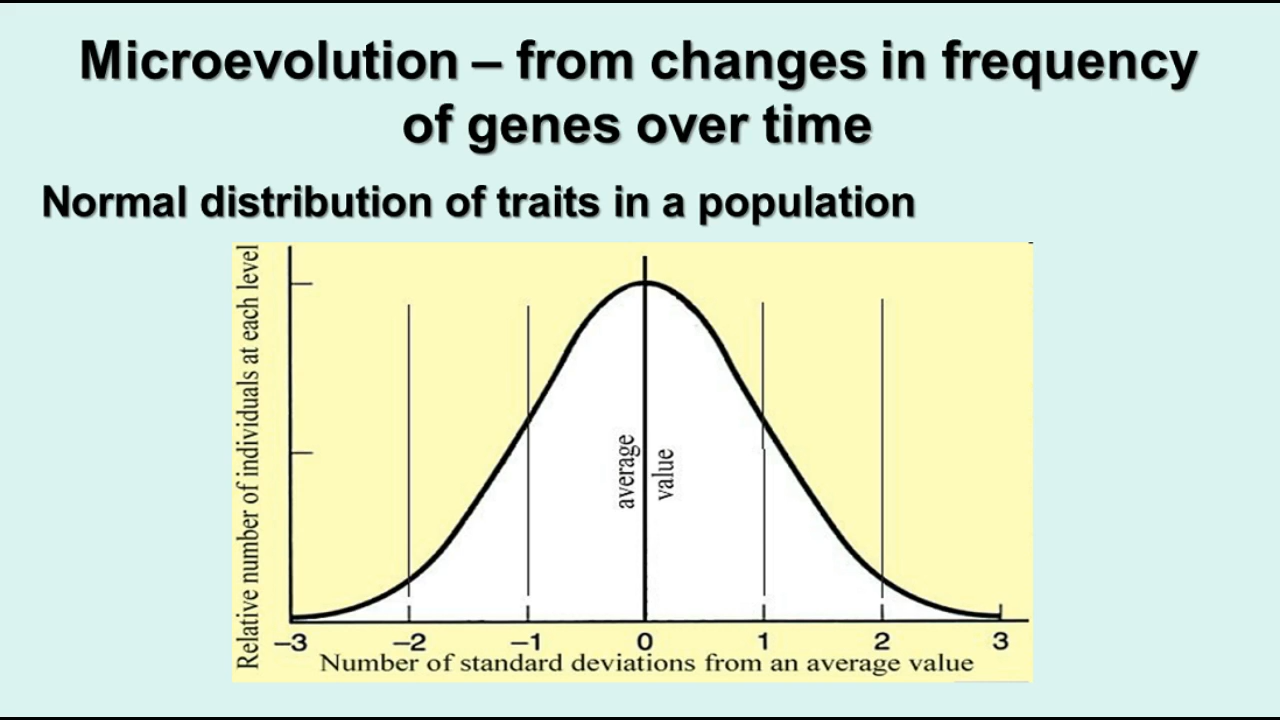 Microevolution – from changes in frequency
of genes over time
Normal distribution of traits in a population
Relative number of individuals at each level
average
value
–3 –2 –1 0 1 2 3
Number of standard deviations from an average value